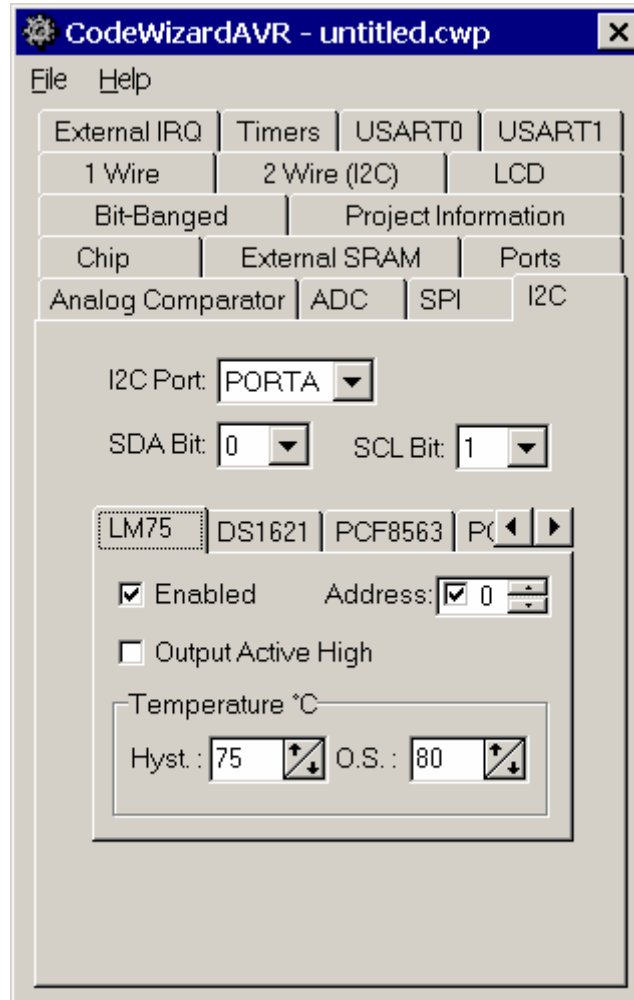 CodeWizardAVR - untitled.cwp
File Help
External IRQ Timers USART0 USART1
1 Wire 2 Wire (I2C) LCD
Bit-Banged Project Information
Chip External SRAM Ports
Analog Comparator ADC SPI I2C
I2C Port: PORTA
SDA Bit: 0 SCL Bit: 1
LM75 DS1621 PCF8563
Enabled Address: 0
Output Active High
Temperature °C
Hyst. : 75 O.S. : 80